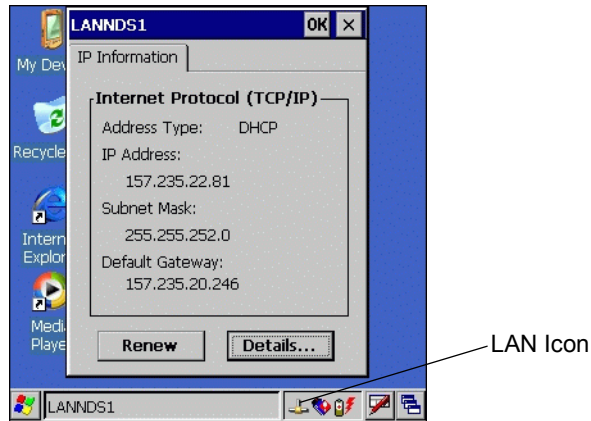 LANNDS1 OK ×
My Dev
IP Information
Internet Protocol (TCP/IP)
Address Type: DHCP
Recycle
IP Address:
157.235.22.81
Subnet Mask:
Intern
255.255.252.0
Explor
Default Gateway:
157.235.20.246
Medi
Playe
Renew Details...
LAN Icon
LANNDS1